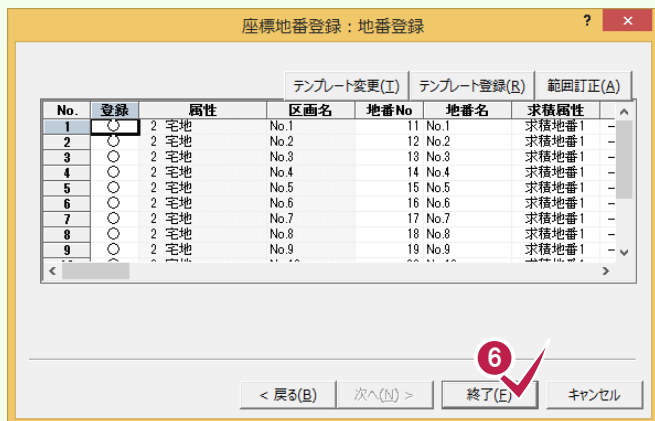 座標地番登録：地番登録 ? ×
テンプレート変更(T) テンプレート登録(R) 範囲訂正(A)
No. 登録 属性 区画名 地番No 地番名 求積属性
1 ○ 2 宅地 No.1 11 No.1 求積地番1 –
2 ○ 2 宅地 No.2 12 No.2 求積地番1 –
3 ○ 2 宅地 No.3 13 No.3 求積地番1 –
4 ○ 2 宅地 No.4 14 No.4 求積地番1 –
5 ○ 2 宅地 No.5 15 No.5 求積地番1 –
6 ○ 2 宅地 No.6 16 No.6 求積地番1 –
7 ○ 2 宅地 No.7 17 No.7 求積地番1 –
8 ○ 2 宅地 No.8 18 No.8 求積地番1 –
9 ○ 2 宅地 No.9 19 No.9 求積地番1 –
6
< 戻る(B) 次へ(N) > 終了(F) キャンセル